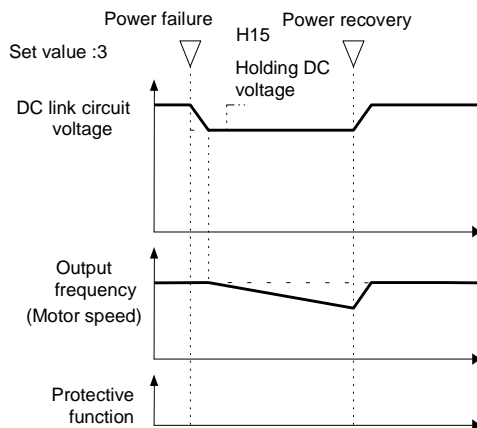 Power failure
Power recovery
H15
Set value :3
Holding DC
voltage
DC link circuit
voltage
Output
frequency
(Motor speed)
Protective
function